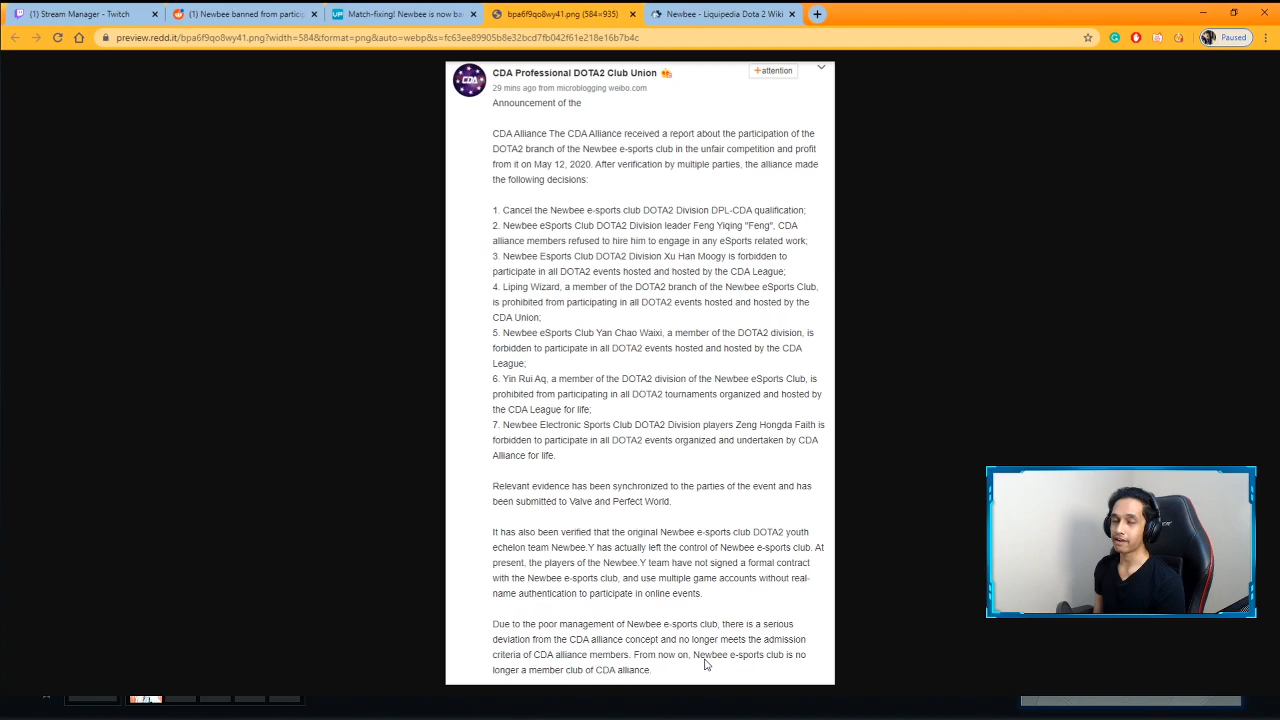 (1) Stream Manager - Twitch
(1) Newbee banned from particip
Match-fixing! Newbee is now ba
bpa6f9qo8wy41.png (584×935)
Newbee - Liquipedia Dota 2 Wiki
preview.redd.it/bpa6f9qo8wy41.png?width=584&format=png&auto=webp&s=fc63ee89905b8e32bcd7fb042f61e218e16b7b4c
Paused
CDA
CDA Professional DOTA2 Club Union
+attention
29 mins ago from microblogging weibo.com
Announcement of the
CDA Alliance The CDA Alliance received a report about the participation of the
DOTA2 branch of the Newbee e-sports club in the unfair competition and profit
from it on May 12, 2020. After verification by multiple parties, the alliance made
the following decisions:
1. Cancel the Newbee e-sports club DOTA2 Division DPL-CDA qualification;
2. Newbee eSports Club DOTA2 Division leader Feng Yiqing "Feng", CDA
alliance members refused to hire him to engage in any eSports related work;
3. Newbee Esports Club DOTA2 Division Xu Han Moogy is forbidden to
participate in all DOTA2 events hosted and hosted by the CDA League;
4. Liping Wizard, a member of the DOTA2 branch of the Newbee eSports Club,
is prohibited from participating in all DOTA2 events hosted and hosted by the
CDA Union;
5. Newbee eSports Club Yan Chao Waixi, a member of the DOTA2 division, is
forbidden to participate in all DOTA2 events hosted and hosted by the CDA
League;
6. Yin Rui Aq, a member of the DOTA2 division of the Newbee eSports Club, is
prohibited from participating in all DOTA2 tournaments organized and hosted by
the CDA League for life;
7. Newbee Electronic Sports Club DOTA2 Division players Zeng Hongda Faith is
forbidden to participate in all DOTA2 events organized and undertaken by CDA
Alliance for life.
Relevant evidence has been synchronized to the parties of the event and has
been submitted to Valve and Perfect World.
It has also been verified that the original Newbee e-sports club DOTA2 youth
echelon team Newbee.Y has actually left the control of Newbee e-sports club. At
present, the players of the Newbee.Y team have not signed a formal contract
with the Newbee e-sports club, and use multiple game accounts without real-
name authentication to participate in online events.
Due to the poor management of Newbee e-sports club, there is a serious
deviation from the CDA alliance concept and no longer meets the admission
criteria of CDA alliance members. From now on, Newbee e-sports club is no
longer a member club of CDA alliance.